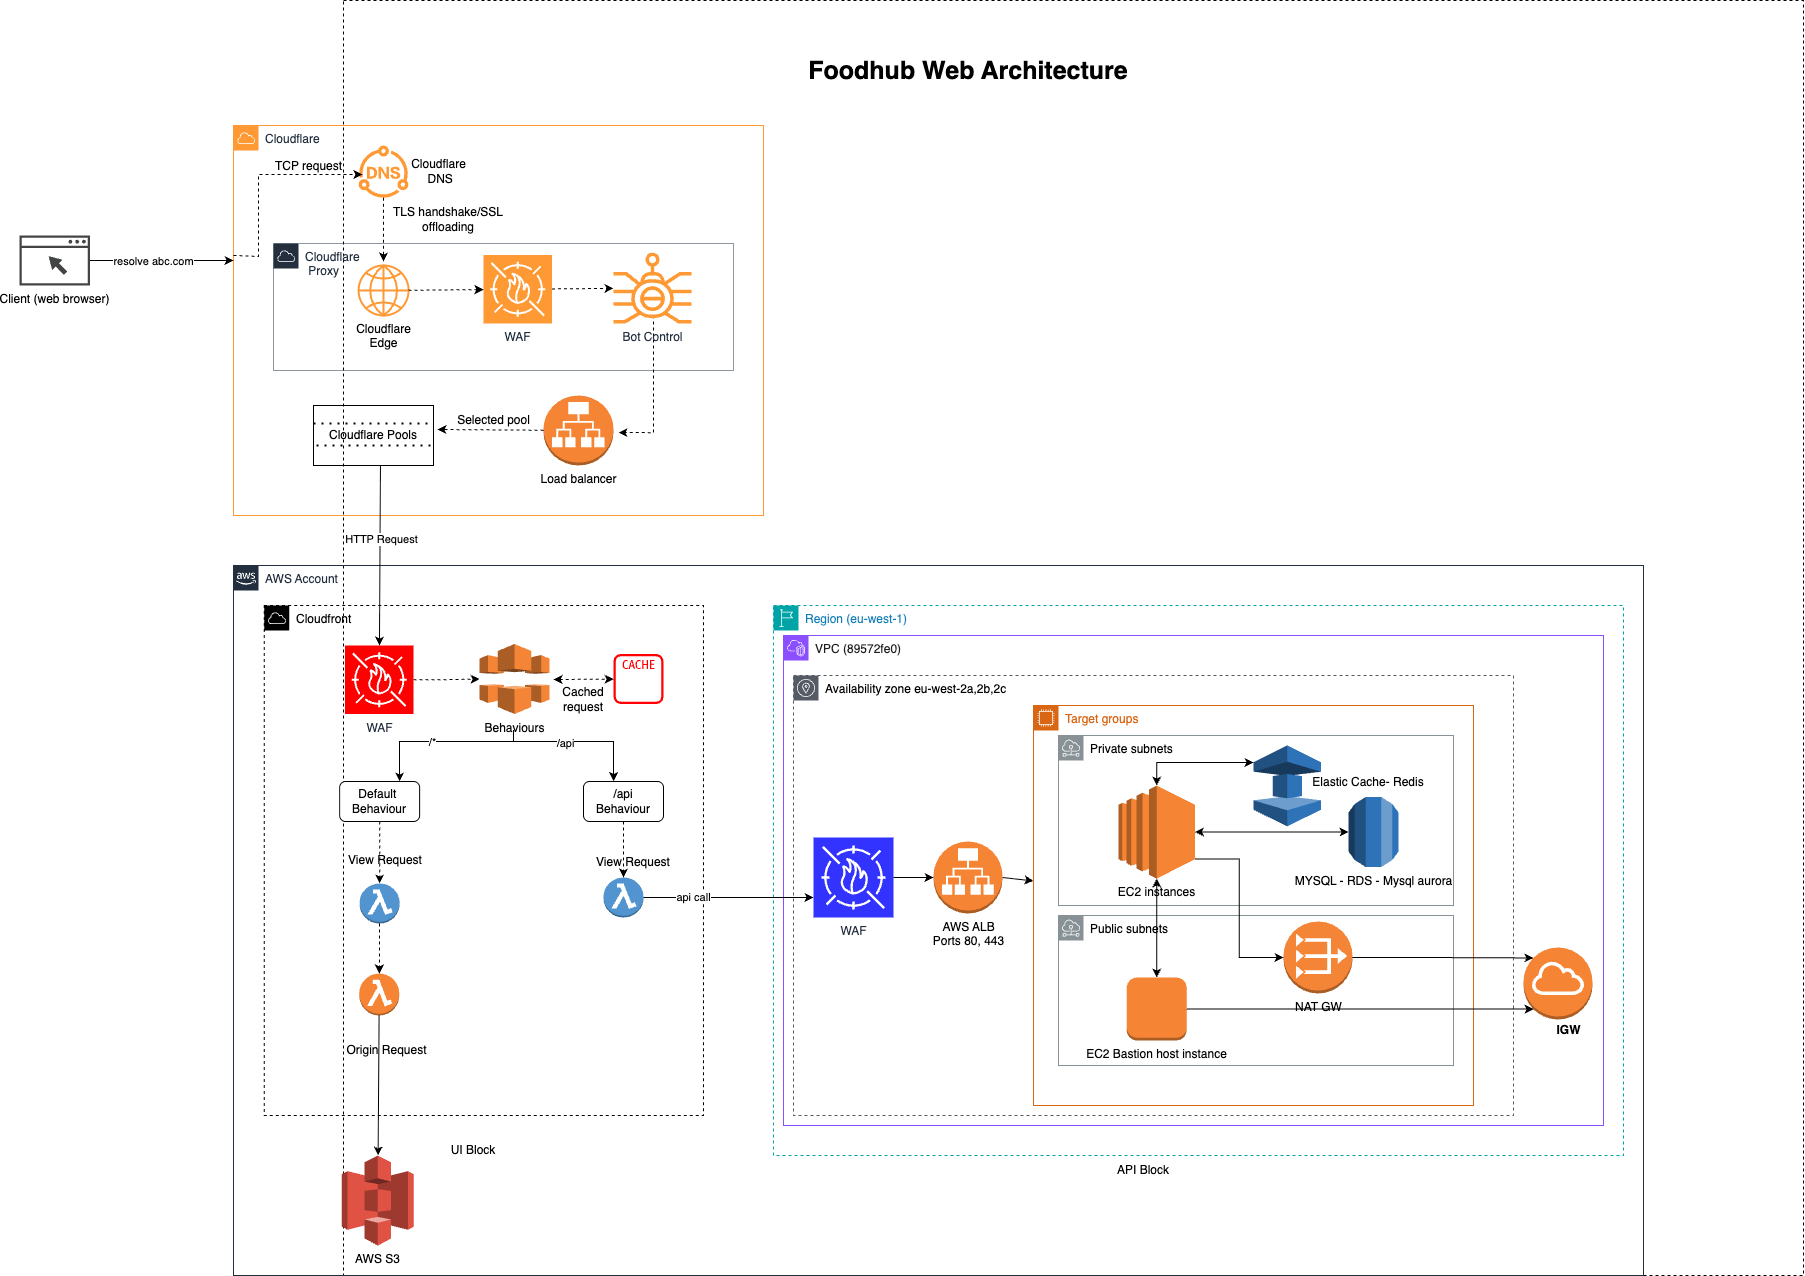 Foodhub Web Architecture
Cloudflare
TCP request
DNS
Cloudflare
DNS
TLS handshake/SSL
offloading
resolve abc.com
Client (web browser)
Cloudflare
Proxy
Cloudflare
Edge
WAF
Bot Control
Cloudflare Pools
Selected pool
Load balancer
HTTP Request
aws
AWS Account
Cloudfront
WAF
Behaviours
CACHE
Cached
request
/*
/api
Default
Behaviour
/api
Behaviour
View Request
View Request
api call
Origin Request
UI Block
AWS S3
Region (eu-west-1)
VPC (89572fe0)
Availability zone eu-west-2a,2b,2c
Target groups
Private subnets
Elastic Cache- Redis
MYSQL - RDS - Mysql aurora
EC2 instances
WAF
AWS ALB
Ports 80, 443
Public subnets
NAT GW
EC2 Bastion host instance
IGW
API Block